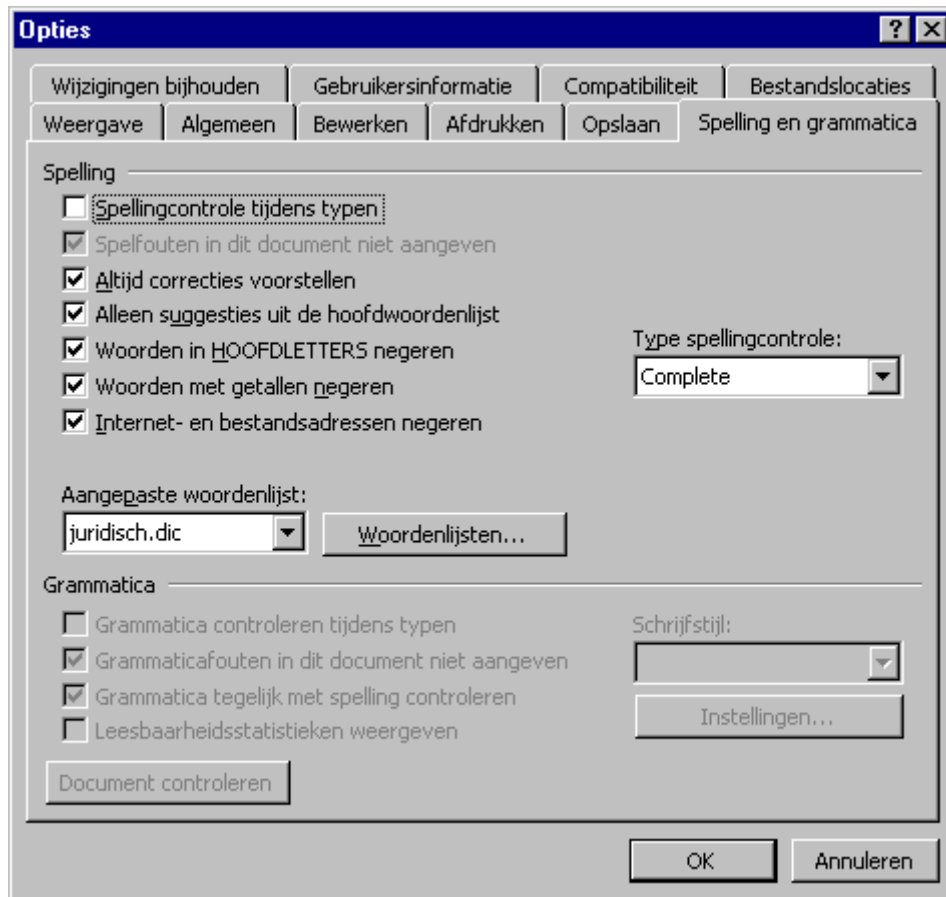 Opties
Wijzigingen bijhouden Gebruikersinformatie Compatibiliteit Bestandslocaties
Weergave Algemeen Bewerken Afdrukken Opslaan Spelling en grammatica
Spelling
Spellingcontrole tijdens typen
Spelfouten in dit document niet aangeven
Altijd correcties voorstellen
Alleen suggesties uit de hoofdwoordenlijst
Woorden in HOOFDLETTERS negeren
Type spellingcontrole:
Woorden met getallen negeren
Complete
Internet- en bestandsadressen negeren
Aangepaste woordenlijst:
juridisch.dic Woordenlijsten...
Grammatica
Grammatica controleren tijdens typen Schrijfstijl:
Grammaticafouten in dit document niet aangeven
Grammatica tegelijk met spelling controleren
Instellingen...
Leesbaarheidsstatistieken weergeven
Document controleren
OK Annuleren